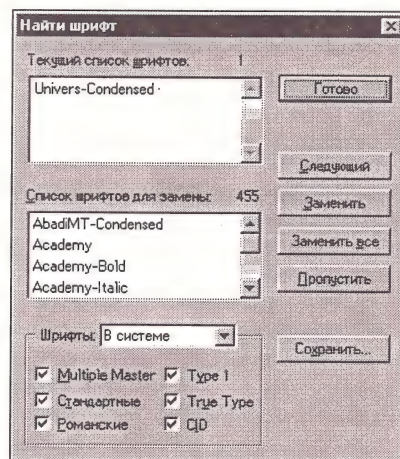 Найти шрифт
Текущий список шрифтов: 1
Univers-Condensed
Готово
Следующий
Список шрифтов для замены: 455
Заменить
AbadiMT-Condensed
Academy
Academy-Bold
Academy-Italic
Заменить все
Пропустить
Шрифты: В системе
Сохранить...
Multiple Master Type 1
Стандартные True Type
Романские CID